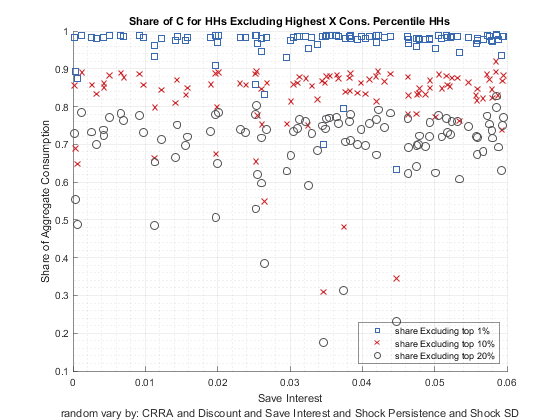 Share of C for HHs Excluding Highest X Cons. Percentile HHs
1
0.9
0.8
0.7
0.6
0.5
0.4
0.3
0.2
0.1
Share of Aggregate Consumption
share Excluding top 1%
share Excluding top 10%
share Excluding top 20%
0 0.01 0.02 0.03 0.04 0.05 0.06
Save Interest
random vary by: CRRA and Discount and Save Interest and Shock Persistence and Shock SD